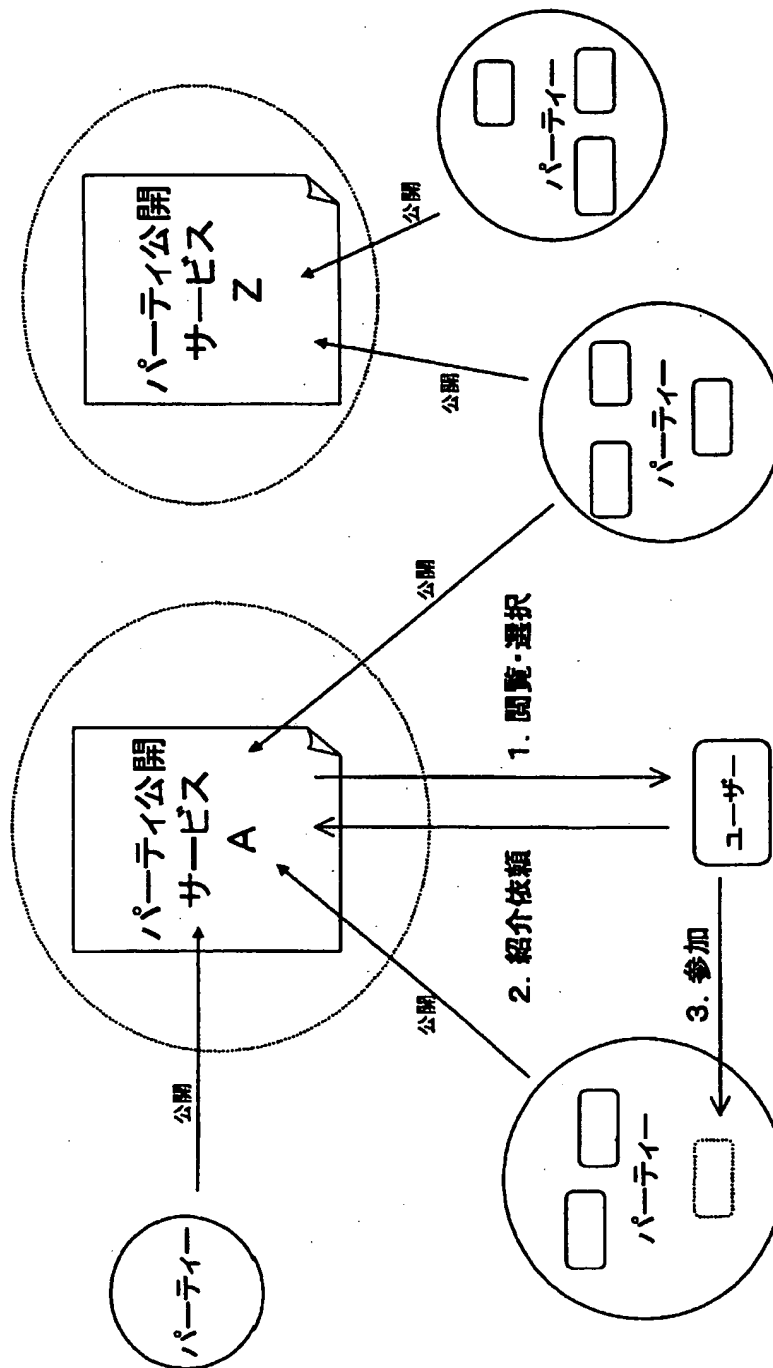 パーティー
公開
パーティ公開
サービス
A
パーティ公開
サービス
Z
公開
公開
公開
公開
2. 紹介依頼
1. 閲覧・選択
パーティー
3. 参加
ユーザー
パーティー
パーティー